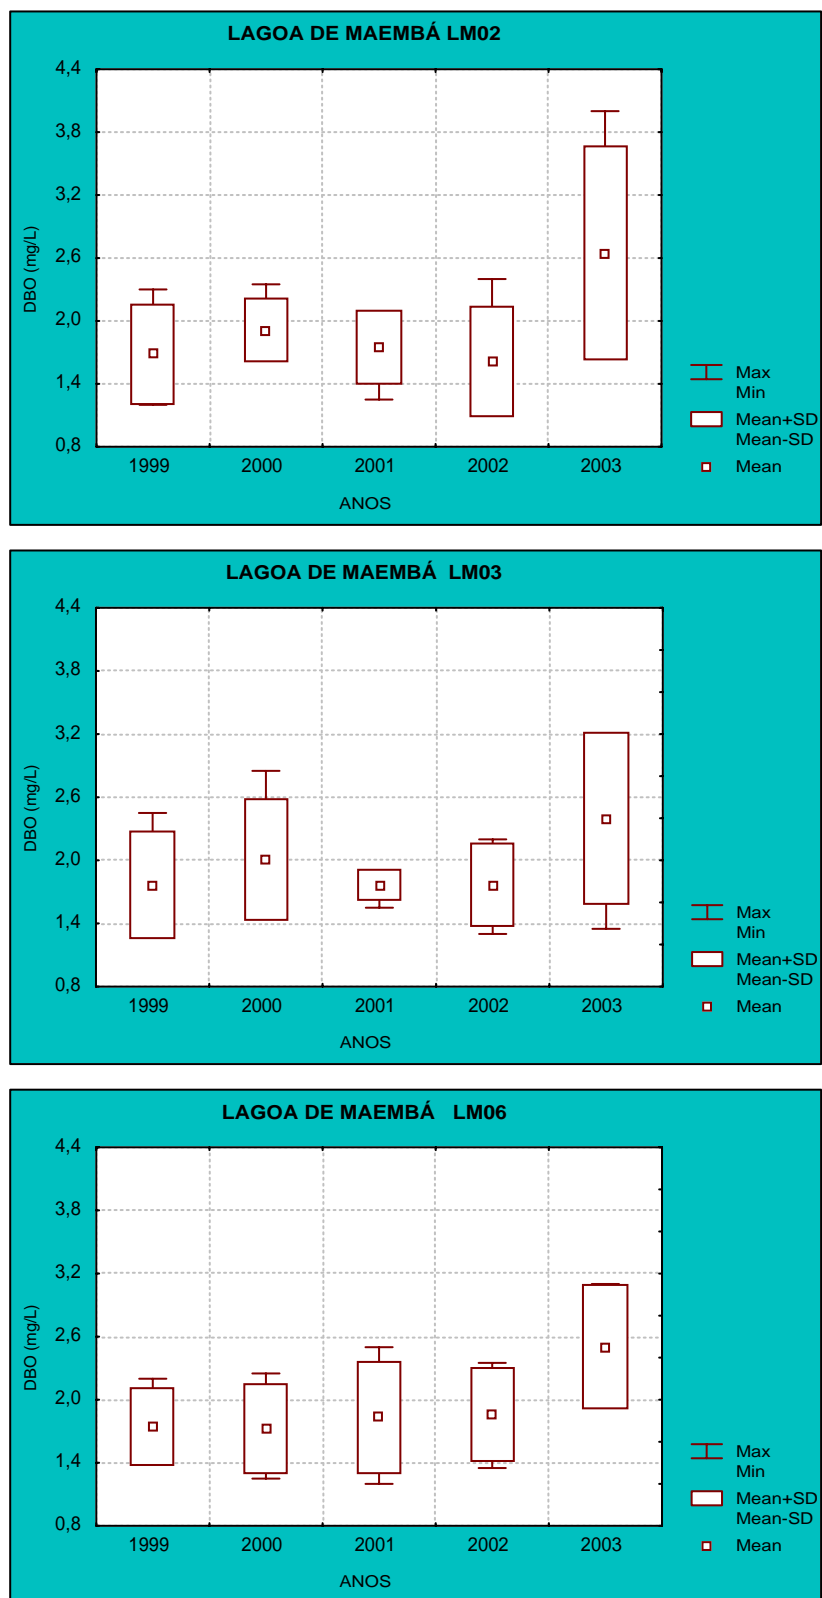 LAGOA DE MAEMBÁ LM02
4,4
3,8
3,2
2,6
2,0
1,4
0,8
DBO (mg/L)
1999 2000 2001 2002 2003
ANOS
Max
Min
Mean+SD
Mean-SD
Mean
LAGOA DE MAEMBÁ LM03
4,4
3,8
3,2
2,6
2,0
1,4
0,8
DBO (mg/L)
1999 2000 2001 2002 2003
ANOS
Max
Min
Mean+SD
Mean-SD
Mean
LAGOA DE MAEMBÁ LM06
4,4
3,8
3,2
2,6
2,0
1,4
0,8
DBO (mg/L)
1999 2000 2001 2002 2003
ANOS
Max
Min
Mean+SD
Mean-SD
Mean